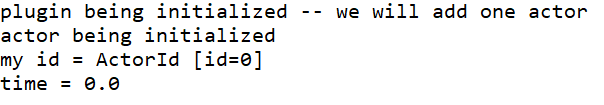 plugin being initialized -- we will add one actor
actor being initialized
my id = ActorId [id=0]
time = 0.0